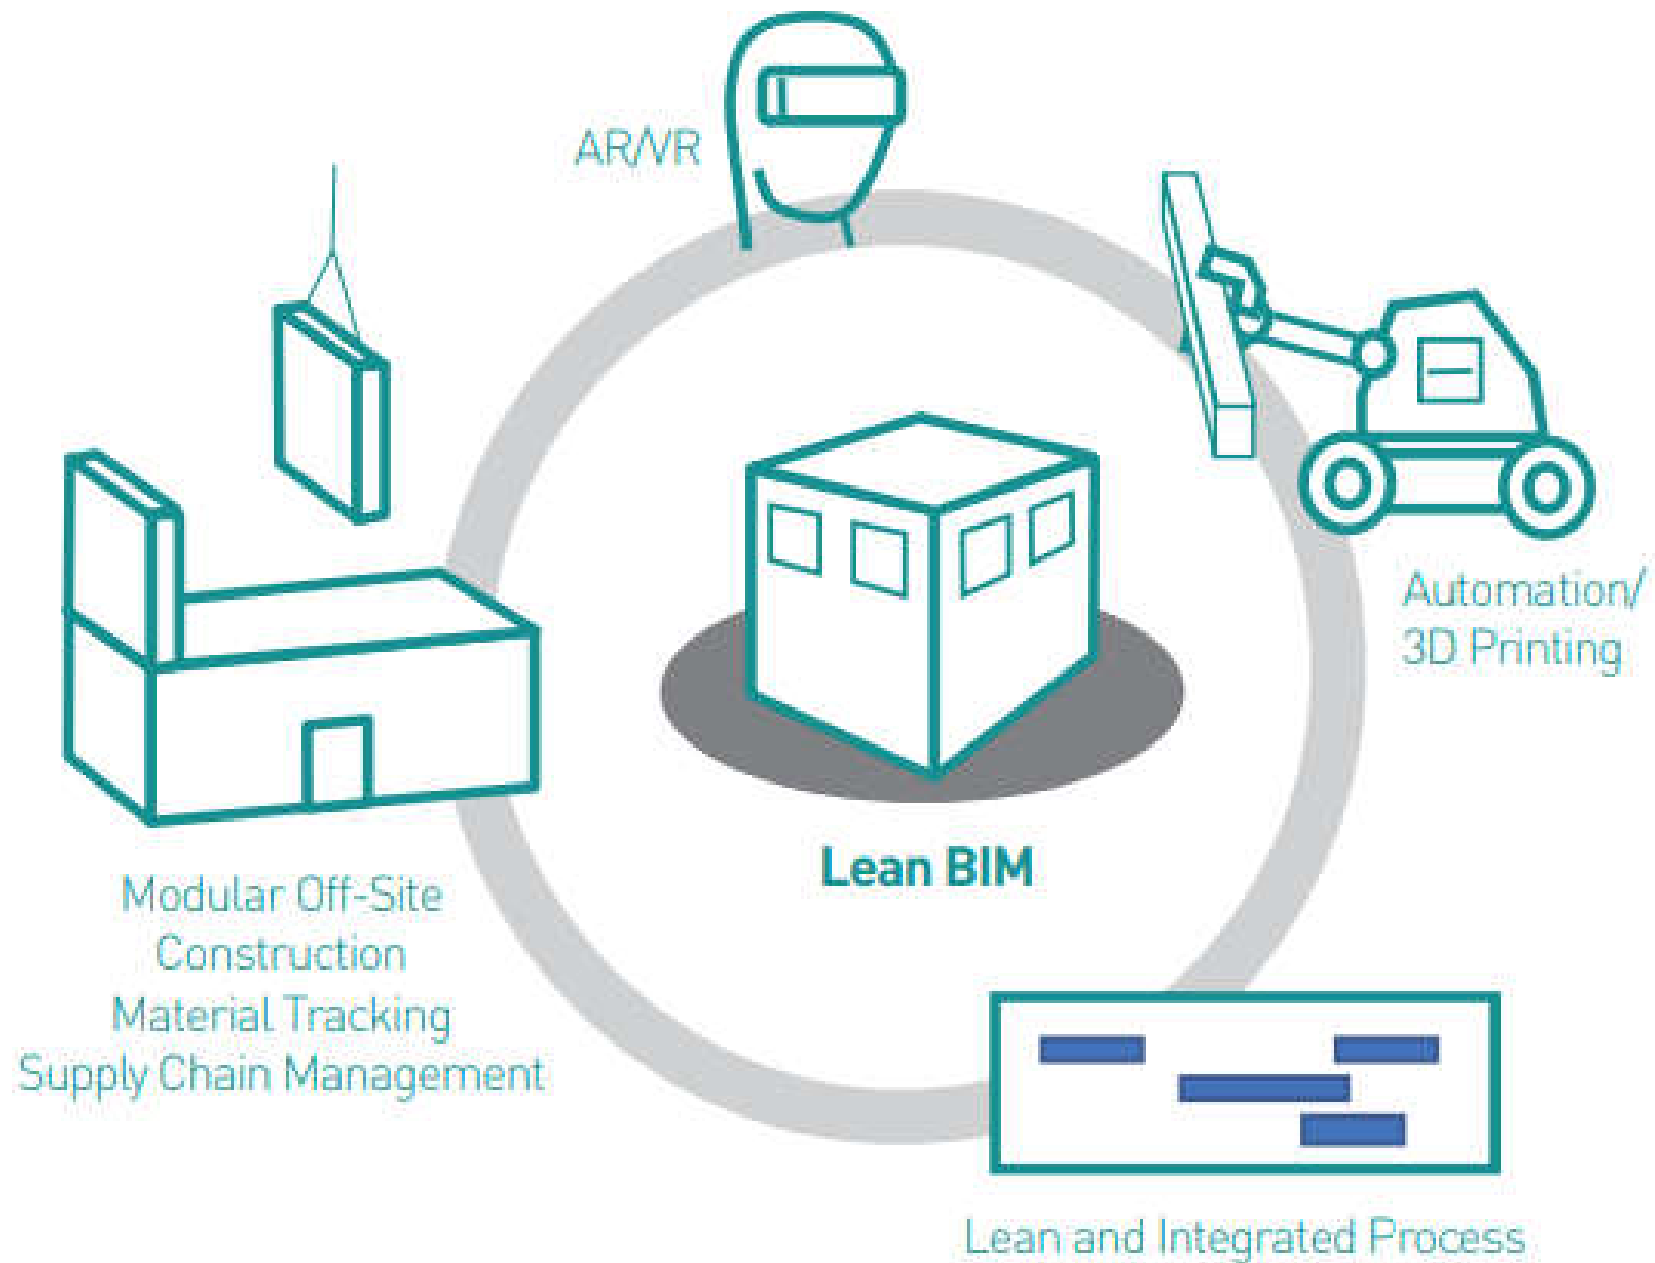 AR/VR
Automation/
3D Printing
Lean BIM
Modular Off-Site
Construction
Material Tracking
Supply Chain Management
Lean and Integrated Process